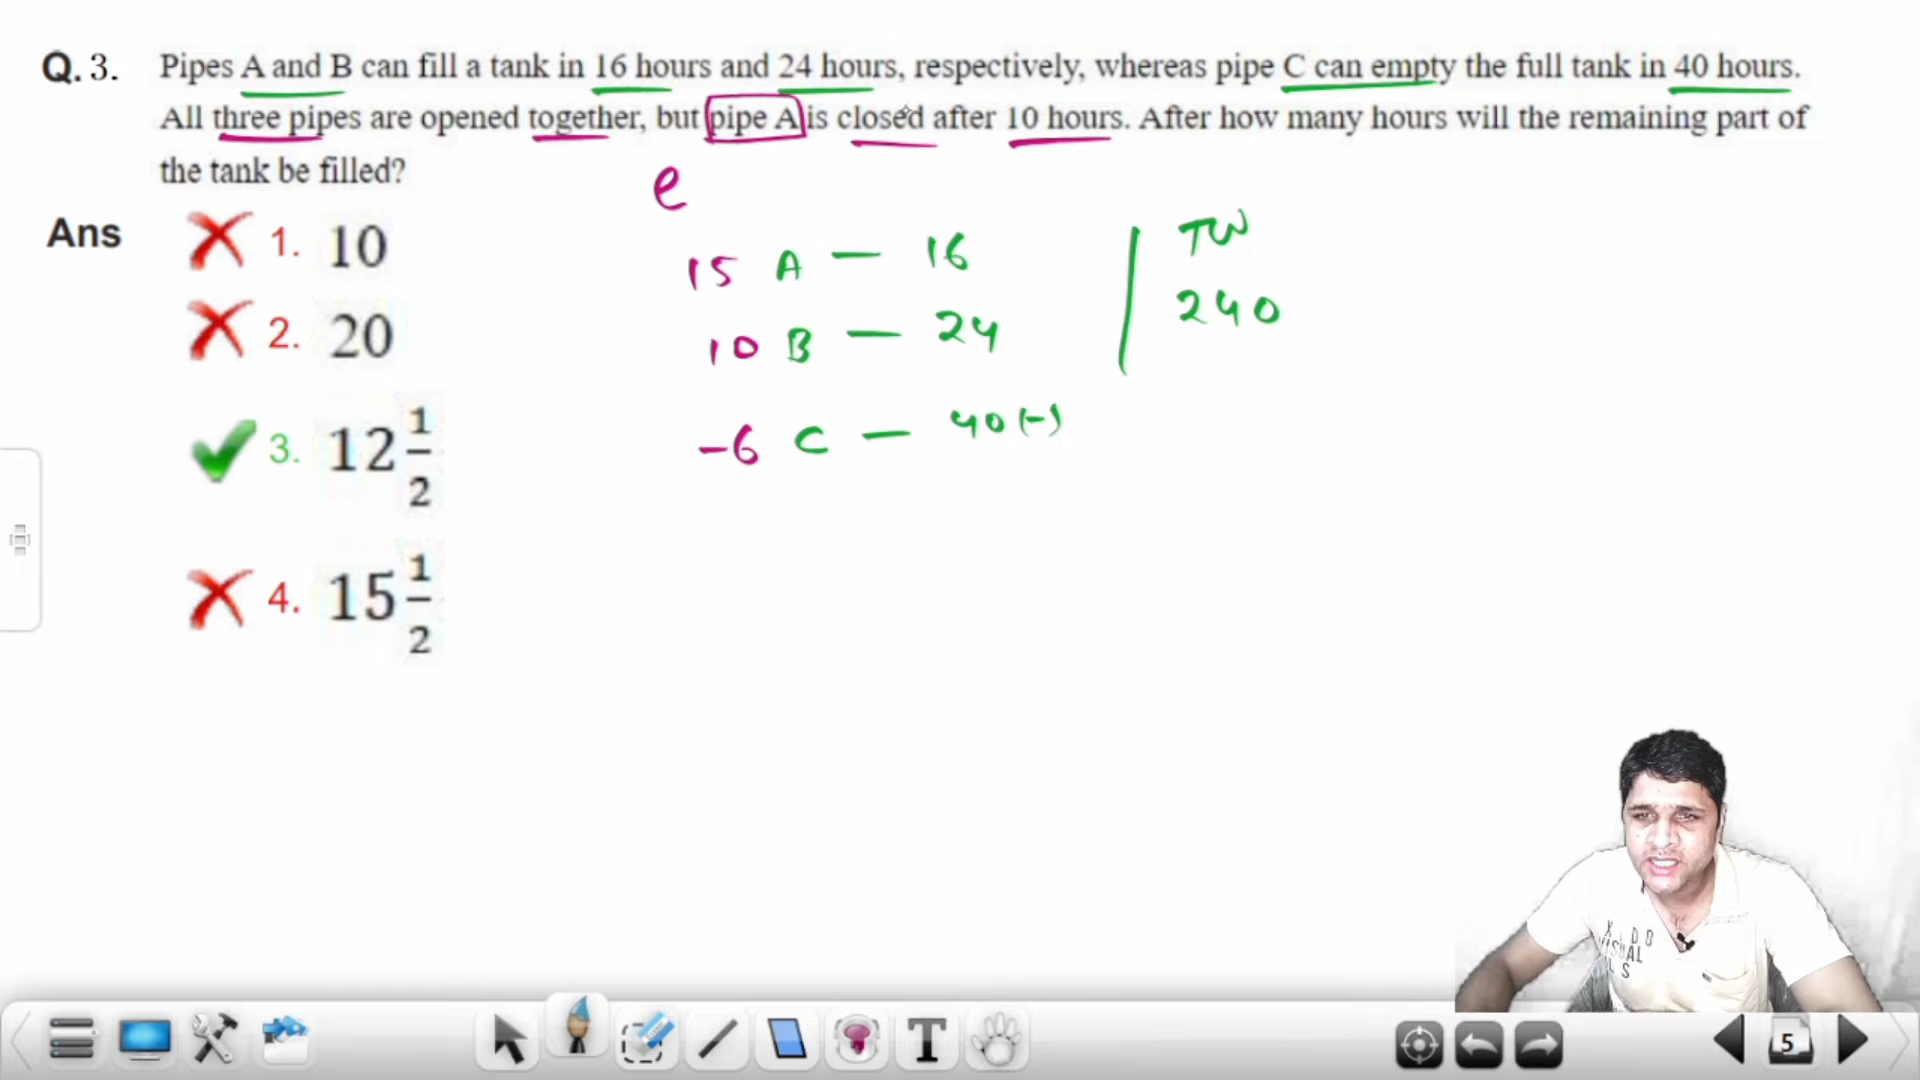 Q. 3. Pipes A and B can fill a tank in 16 hours and 24 hours, respectively, whereas pipe C can empty the full tank in 40 hours.
All three pipes are opened together, but pipe A is closed after 10 hours. After how many hours will the remaining part of
the tank be filled?
Ans
1. 10
2. 20
3. 12 1/2
4. 15 1/2
e
15 A — 16
10 B — 24
-6 C — 40 (-)
TW
240
T
5